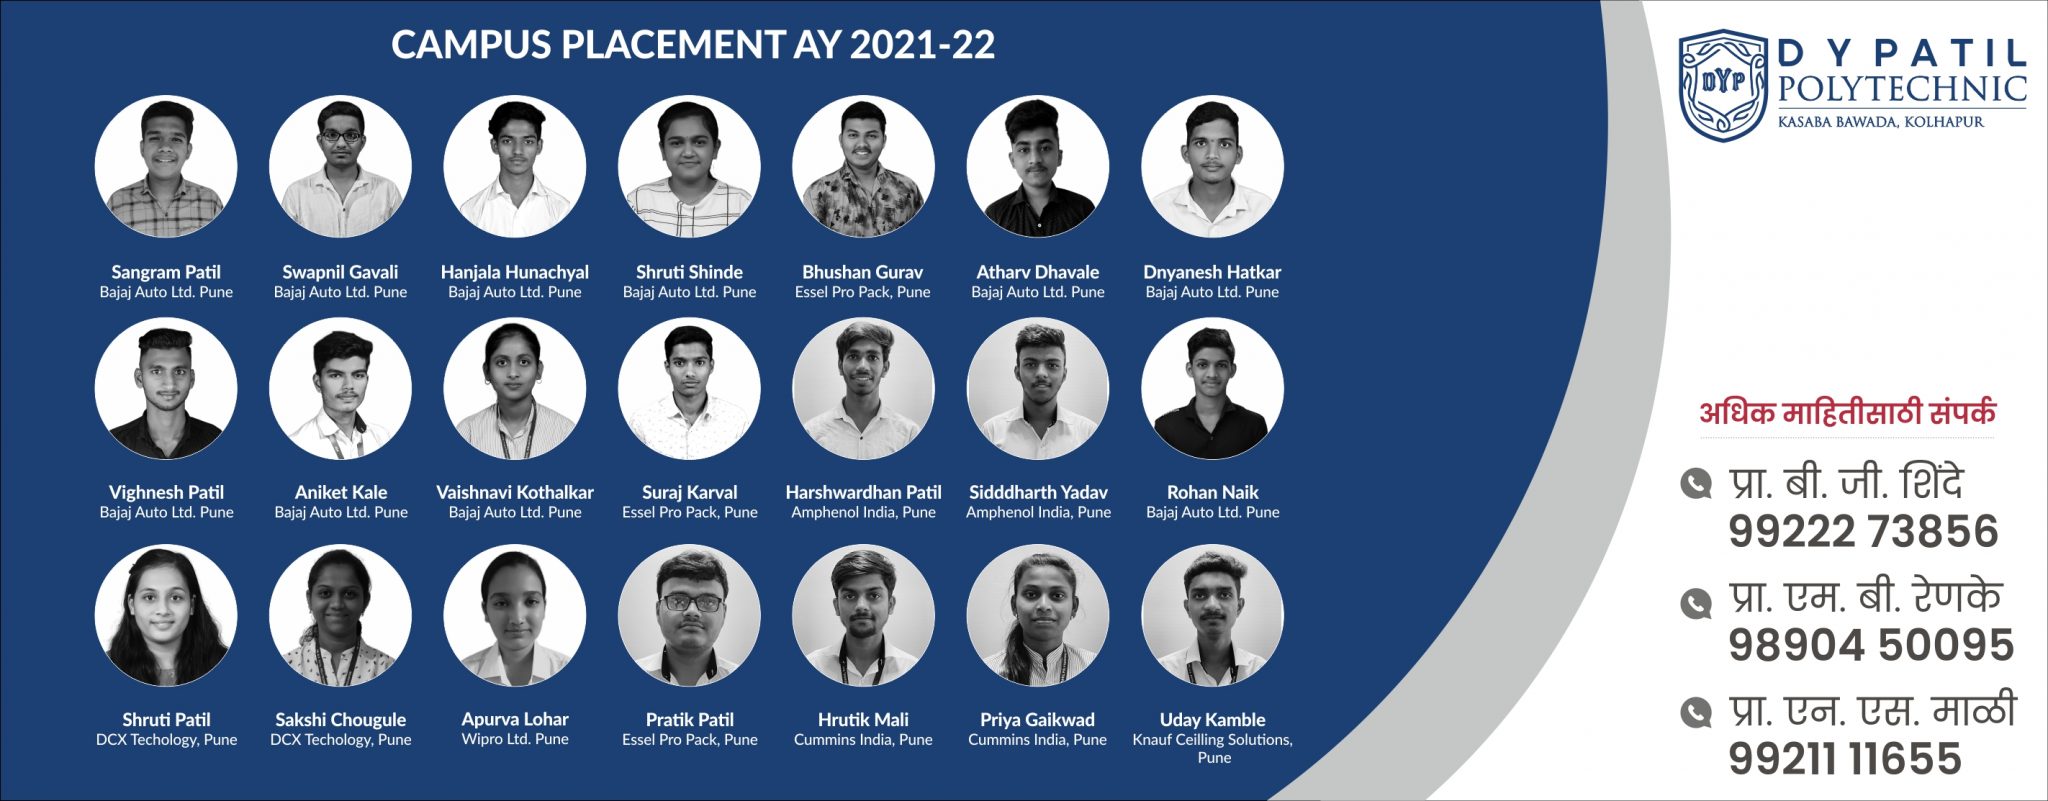 CAMPUS PLACEMENT AY 2021-22
Sangram Patil
Bajaj Auto Ltd. Pune
Swapnil Gavali
Bajaj Auto Ltd. Pune
Hanjala Hunachyal
Bajaj Auto Ltd. Pune
Shruti Shinde
Bajaj Auto Ltd. Pune
Bhushan Gurav
Essel Pro Pack, Pune
Atharv Dhavale
Bajaj Auto Ltd. Pune
Dnyanesh Hatkar
Bajaj Auto Ltd. Pune
Vighnesh Patil
Bajaj Auto Ltd. Pune
Aniket Kale
Bajaj Auto Ltd. Pune
Vaishnavi Kothalkar
Bajaj Auto Ltd. Pune
Suraj Karval
Essel Pro Pack, Pune
Harshwardhan Patil
Amphenol India, Pune
Sidddharth Yadav
Amphenol India, Pune
Rohan Naik
Bajaj Auto Ltd. Pune
Shruti Patil
DCX Techology, Pune
Sakshi Chougule
DCX Techology, Pune
Apurva Lohar
Wipro Ltd. Pune
Pratik Patil
Essel Pro Pack, Pune
Hrutik Mali
Cummins India, Pune
Priya Gaikwad
Cummins India, Pune
Uday Kamble
Knauf Ceilling Solutions,
Pune
DYP
D Y PATIL
POLYTECHNIC
KASABA BAWADA, KOLHAPUR
अधिक माहितीसाठी संपर्क
प्रा. बी. जी. शिंदे
99222 73856
प्रा. एम. बी. रेणके
98904 50095
प्रा. एन. एस. माळी
99211 11655